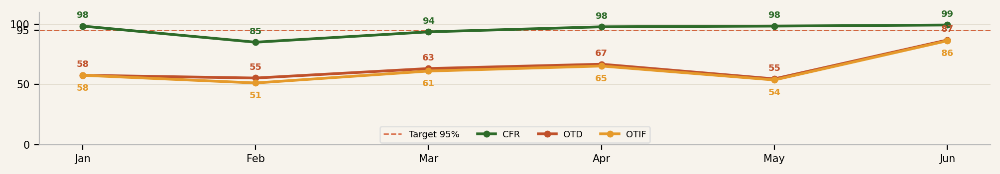 98 85 94 98 98 99
100
95
87
58 55 63 67 55
58 51 61 65 54 86
50
Target 95% CFR OTD OTIF
0
Jan Feb Mar Apr May Jun